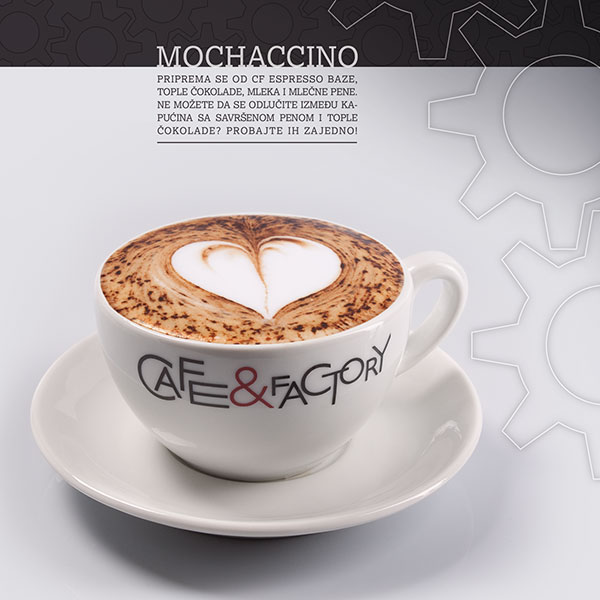 MOCHACCINO
PRIPREMA SE OD CF ESPRESSO BAZE,
TOPLE ČOKOLADE, MLEKA I MLEČNE PENE.
NE MOŽETE DA SE ODLUČITE IZMEĐU KA-
PUĆINA SA SAVRŠENOM PENOM I TOPLE
ČOKOLADE? PROBAJTE IH ZAJEDNO!
CAFE&FACTORY